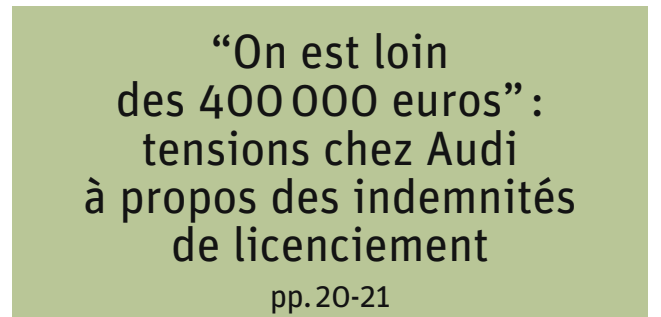 “On est loin
des 400 000 euros” :
tensions chez Audi
à propos des indemnités
de licenciement
pp. 20-21